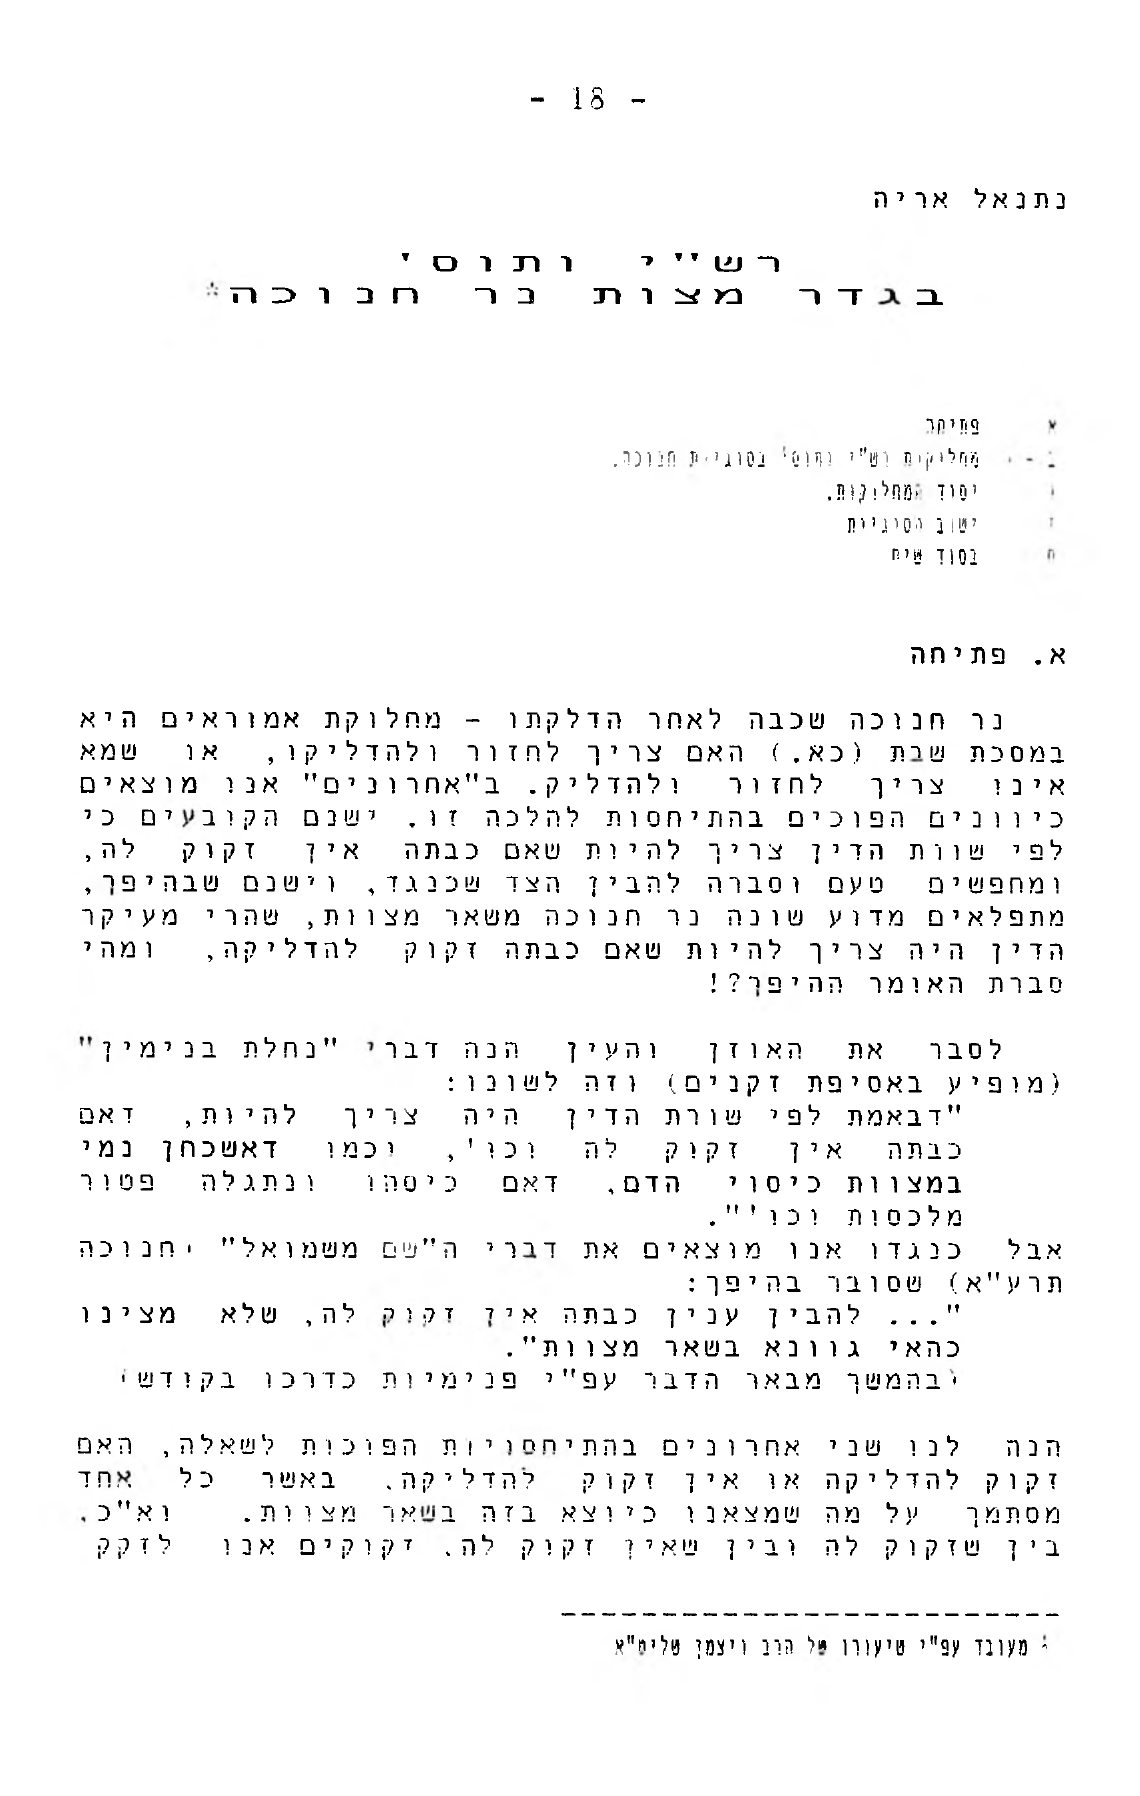 - 18 -
נתנאל אריה
רש"י ותוס'
בגדר מצות נר חנוכה*
א פתיחה
ב - ו מחלוקות רש"י ותוס' בסוגיית חנוכה.
יסוד המחלוקות.
ז ישוב הסוגיות
ח בסוד שיח
א. פתיחה
נר חנוכה שכבה לאחר הדלקתו - מחלוקת אמוראים היא
במסכת שבת (כא.) האם צריך לחזור ולהדליקו, או שמא
אינו צריך לחזור ולהדליק. ב"אחרונים" אנו מוצאים
כיוונים הפוכים בהתיחסות להלכה זו. ישנם הקובעים כי
לפי שוות הדין צריך להיות שאם כבתה אין זקוק לה,
ומחפשים טעם וסברה להבין הצד שכנגד, וישנם שבהיפך,
מתפלאים מדוע שונה נר חנוכה משאר מצוות, שהרי מעיקר
הדין היה צריך להיות שאם כבתה זקוק להדליקה, ומהי
סברת האומר ההיפך?!
לסבר את האוזן והעין הנה דברי "נחלת בנימין"
(מופיע באסיפת זקנים) וזה לשונו:
"דבאמת לפי שורת הדין היה צריך להיות, דאם
כבתה אין זקוק לה וכו', וכמו דאשכחן נמי
במצוות כיסוי הדם, דאם כיסהו ונתגלה פטור
מלכסות וכו'".
אבל כנגדו אנו מוצאים את דברי ה"שם משמואל" (חנוכה
תרע"א) שסובר בהיפך:
"... להבין ענין כבתה אין זקוק לה, שלא מצינו
כהאי גוונא בשאר מצוות".
(בהמשך מבאר הדבר עפ"י פנימיות כדרכו בקודש)
הנה לנו שני אחרונים בהתיחסויות הפוכות לשאלה, האם
זקוק להדליקה או אין זקוק להדליקה. באשר כל אחד
מסתמך על מה שמצאנו כיוצא בזה בשאר מצוות. וא"כ,
בין שזקוק לה ובין שאין זקוק לה. זקוקים אנו לזקק
* מעובד עפ"י שיעורו של הרב ויצמן שליט"א